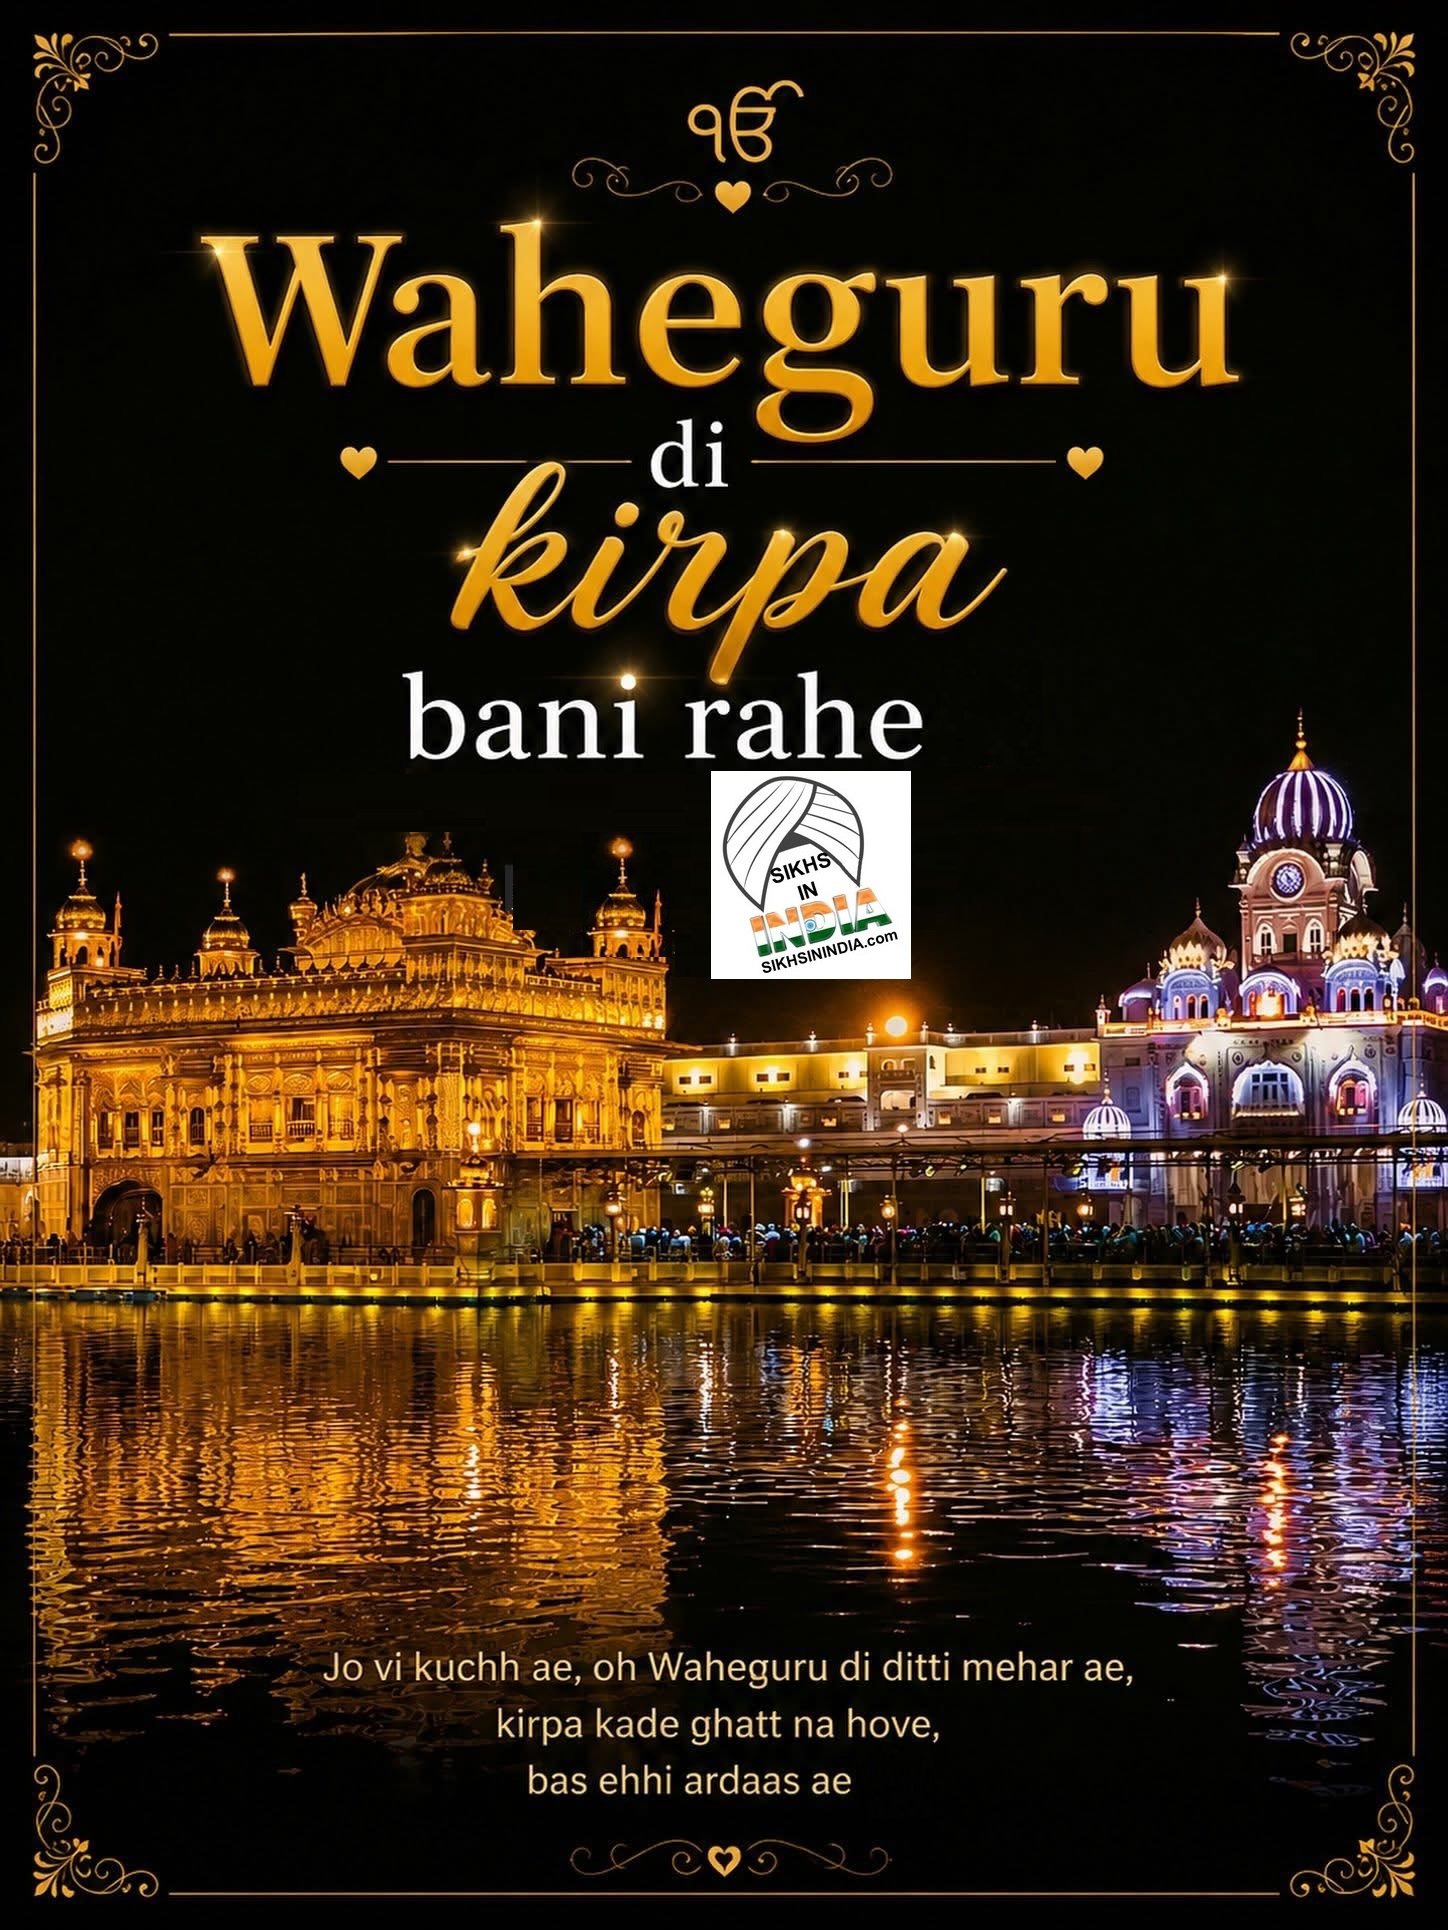 ੴ
Waheguru
di
kirpa
bani rahe
SIKHS
IN
INDIA
SIKHSININDIA.com
Jo vi kuchh ae, oh Waheguru di ditti mehar ae,
kirpa kade ghatt na hove,
bas ehhi ardaas ae